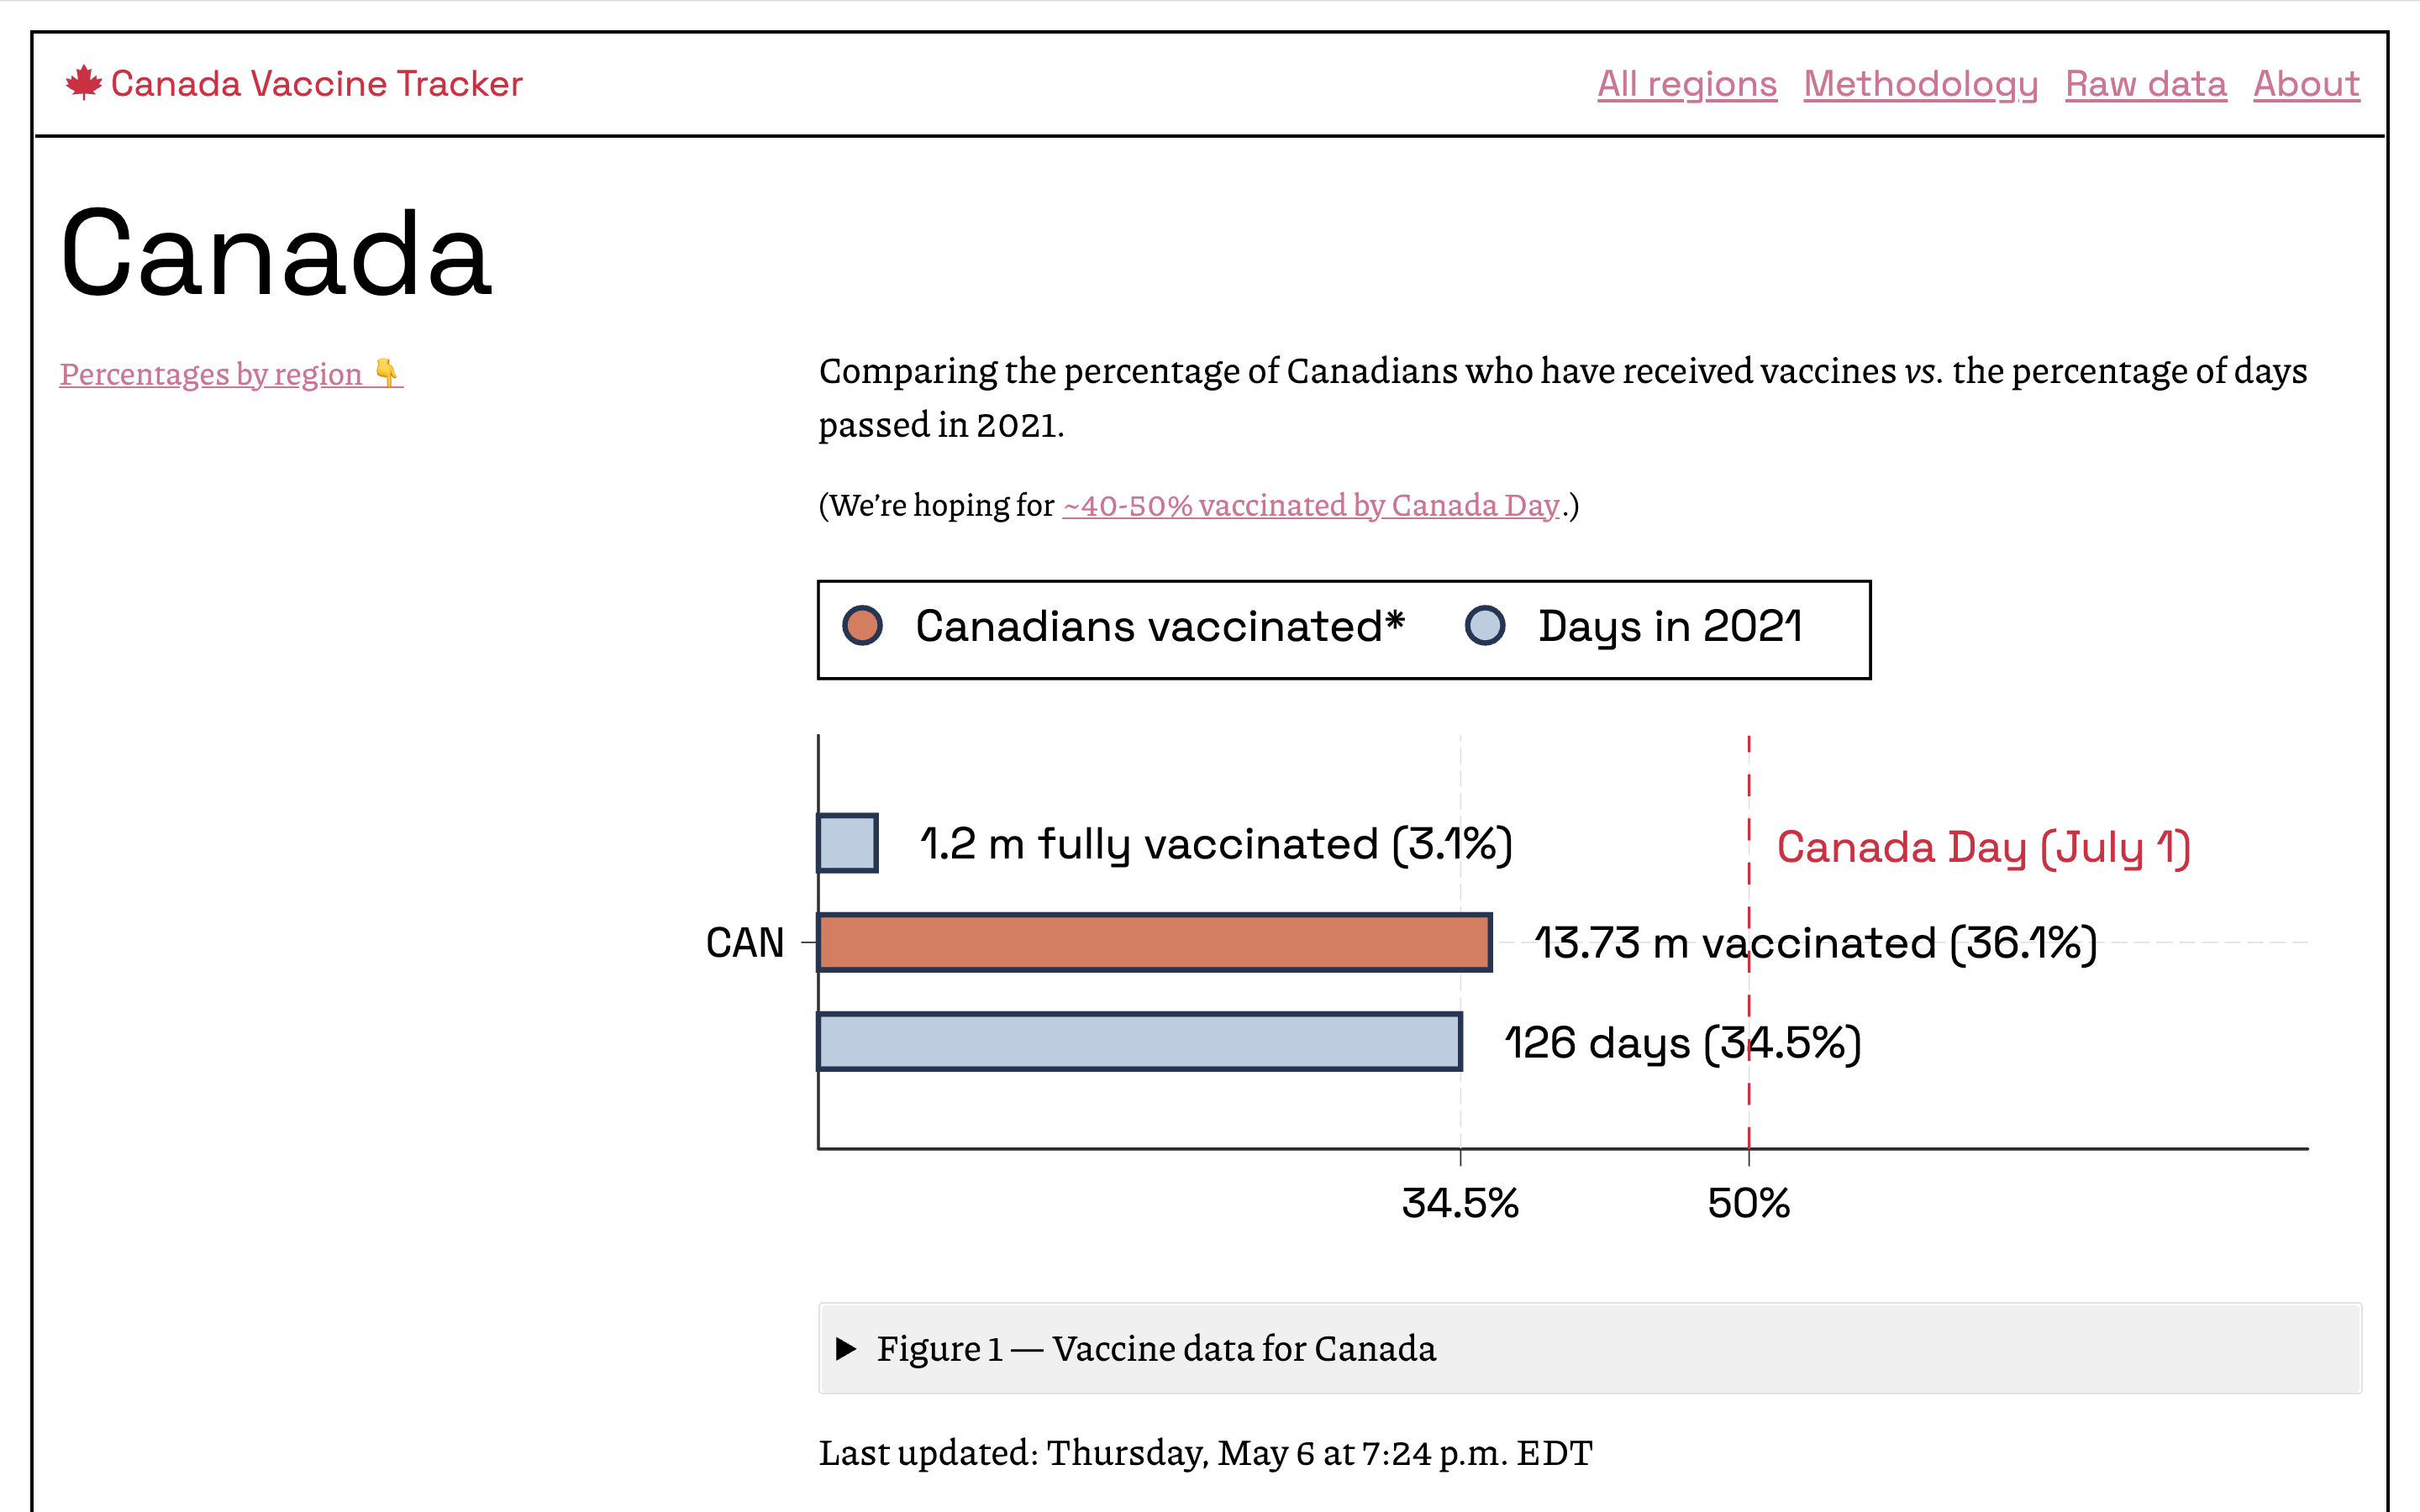 Canada Vaccine Tracker
All regions Methodology Raw data About
Canada
Percentages by region 👇
Comparing the percentage of Canadians who have received vaccines vs. the percentage of days
passed in 2021.
(We’re hoping for ~40-50% vaccinated by Canada Day.)
Canadians vaccinated* Days in 2021
1.2 m fully vaccinated (3.1%)
Canada Day (July 1)
CAN
13.73 m vaccinated (36.1%)
126 days (34.5%)
34.5% 50%
▶ Figure 1 — Vaccine data for Canada
Last updated: Thursday, May 6 at 7:24 p.m. EDT